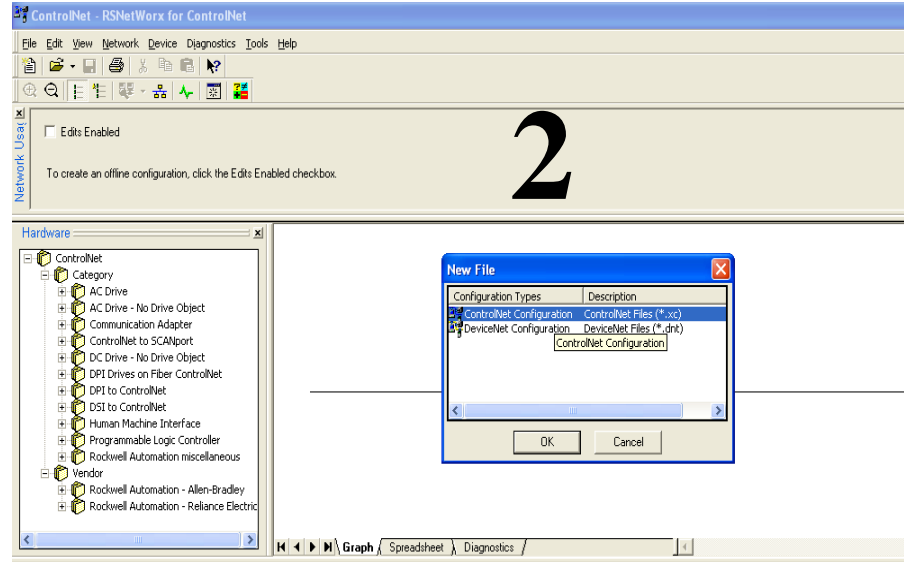 ControlNet - RSNetWorx for ControlNet
File Edit View Network Device Diagnostics Tools Help
Network Usag
Edits Enabled
To create an offline configuration, click the Edits Enabled checkbox.
2
Hardware
ControlNet
Category
AC Drive
AC Drive - No Drive Object
Communication Adapter
ControlNet to SCANport
DC Drive - No Drive Object
DPI Drives on Fiber ControlNet
DPI to ControlNet
DSI to ControlNet
Human Machine Interface
Programmable Logic Controller
Rockwell Automation miscellaneous
Vendor
Rockwell Automation - Allen-Bradley
Rockwell Automation - Reliance Electric
New File
Configuration Types Description
ControlNet Configuration ControlNet Files (*.xc)
DeviceNet Configuration DeviceNet Files (*.dnt)
ControlNet Configuration
OK Cancel
Graph Spreadsheet Diagnostics